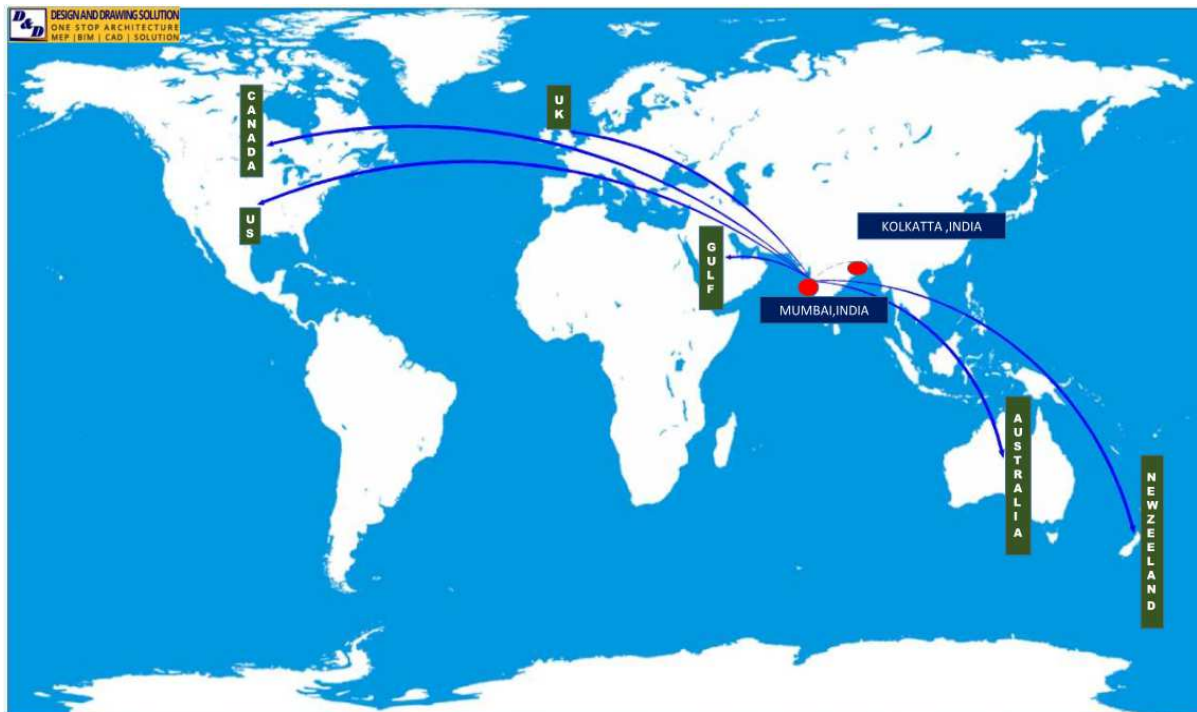 D&D
DESIGN AND DRAWING SOLUTION
ONE STOP ARCHITECTURE
MEP | BIM | CAD | SOLUTION
CANADA
UK
US
GULF
KOLKATTA ,INDIA
MUMBAI,INDIA
AUSTRALIA
NEWZEELAND